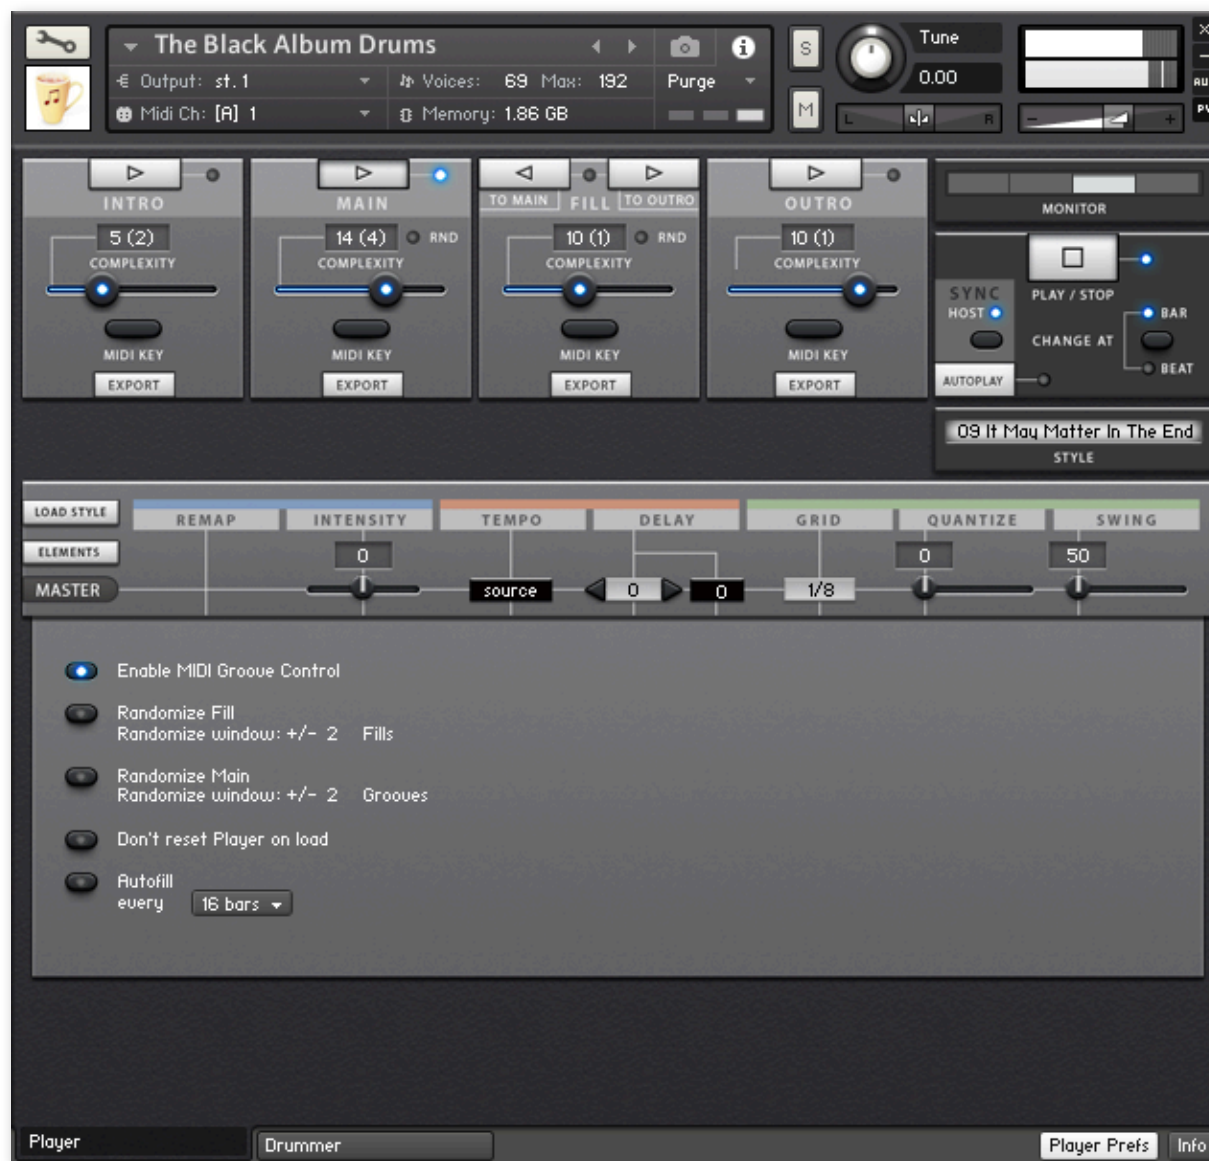 The Black Album Drums
S
Tune
Output: st. 1
Voices: 69 Max: 192
Purge
0.00
AU
Midi Ch: [A] 1
Memory: 1.86 GB
M
L
R
-
+
PV
INTRO
MAIN
TO MAIN
FILL
TO OUTRO
OUTRO
MONITOR
5 (2)
14 (4)
RND
10 (1)
RND
10 (1)
COMPLEXITY
COMPLEXITY
COMPLEXITY
COMPLEXITY
SYNC
PLAY / STOP
HOST
BAR
CHANGE AT
MIDI KEY
MIDI KEY
MIDI KEY
MIDI KEY
BEAT
EXPORT
EXPORT
EXPORT
EXPORT
AUTOPLAY
09 It May Matter In The End
STYLE
LOAD STYLE
REMAP
INTENSITY
TEMPO
DELAY
GRID
QUANTIZE
SWING
ELEMENTS
0
0
50
MASTER
source
0
0
1/8
Enable MIDI Groove Control
Randomize Fill
Randomize window: +/- 2 Fills
Randomize Main
Randomize window: +/- 2 Grooves
Don't reset Player on load
Autofill
every 16 bars
Player
Drummer
Player Prefs
Info